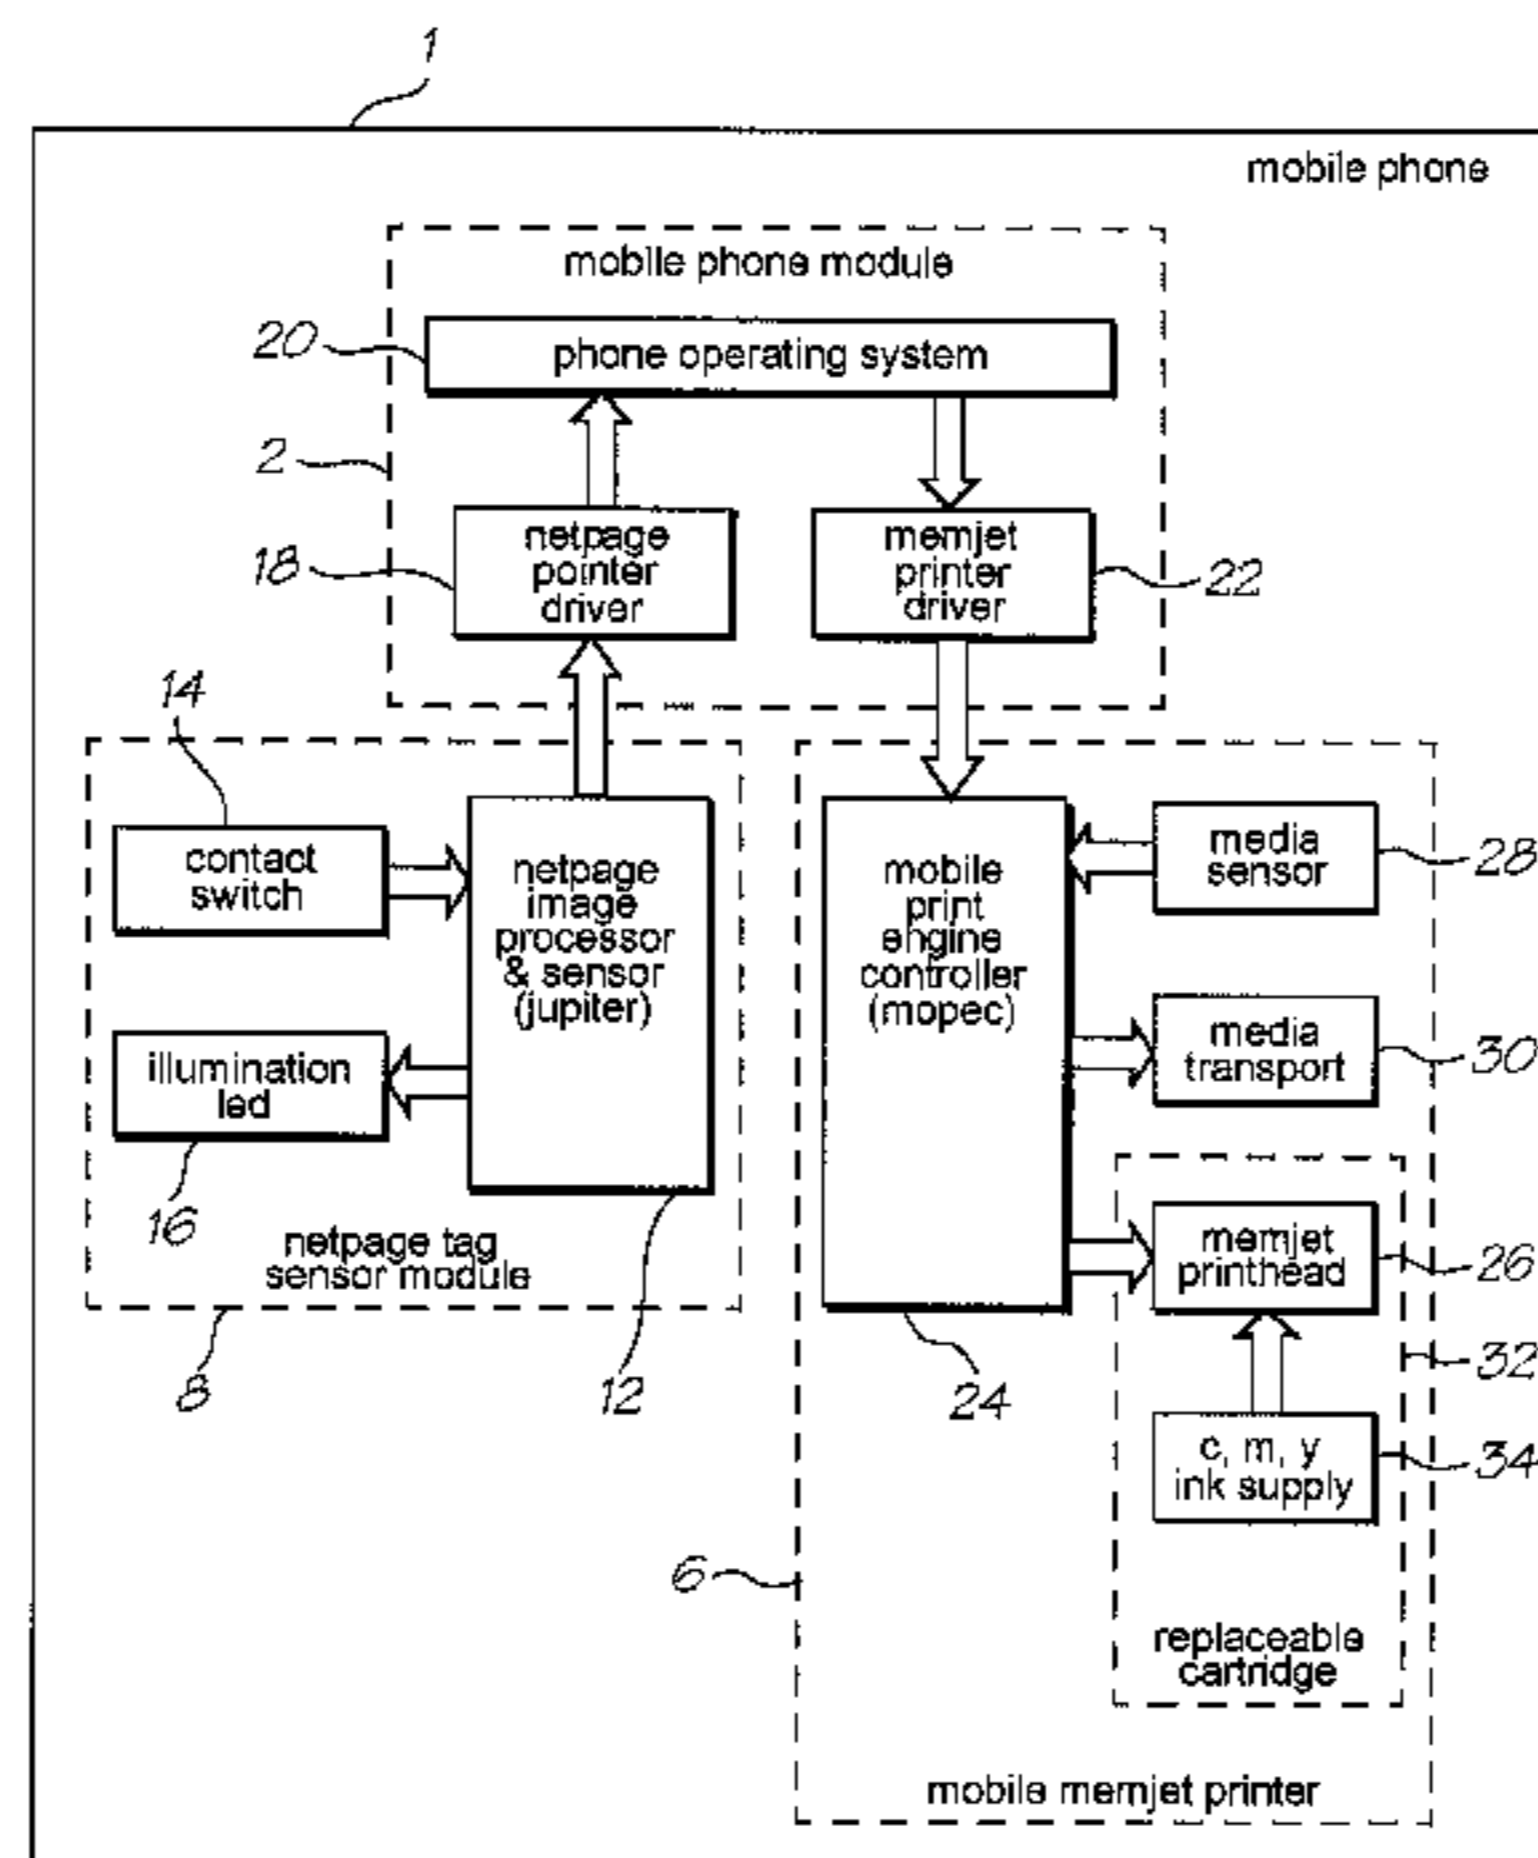 1
mobile phone
mobile phone module
20
phone operating system
2
netpage
pointer
driver
18
memjet
printer
driver
22
14
contact
switch
netpage
image
processor
& sensor
(jupiter)
illumination
led
16
netpage tag
sensor module
8
12
mobile
print
engine
controller
(mopec)
media
sensor
28
media
transport
30
memjet
printhead
26
32
24
c, m, y
ink supply
34
6
replaceable
cartridge
mobile memjet printer